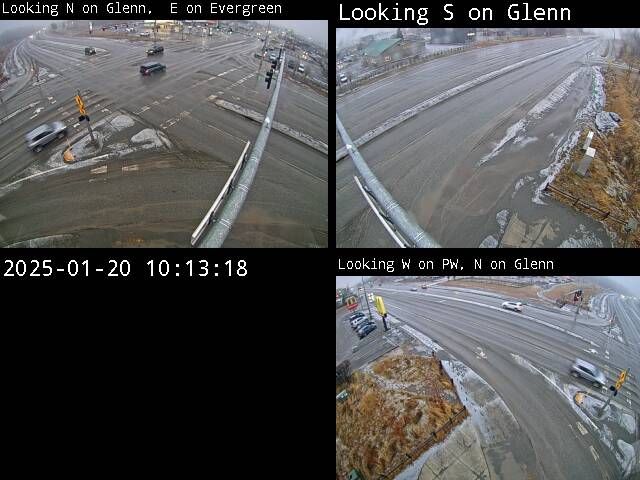 Looking N on Glenn,  E on Evergreen
Looking S on Glenn
2025-01-20 10:13:18
Looking W on PW, N on Glenn